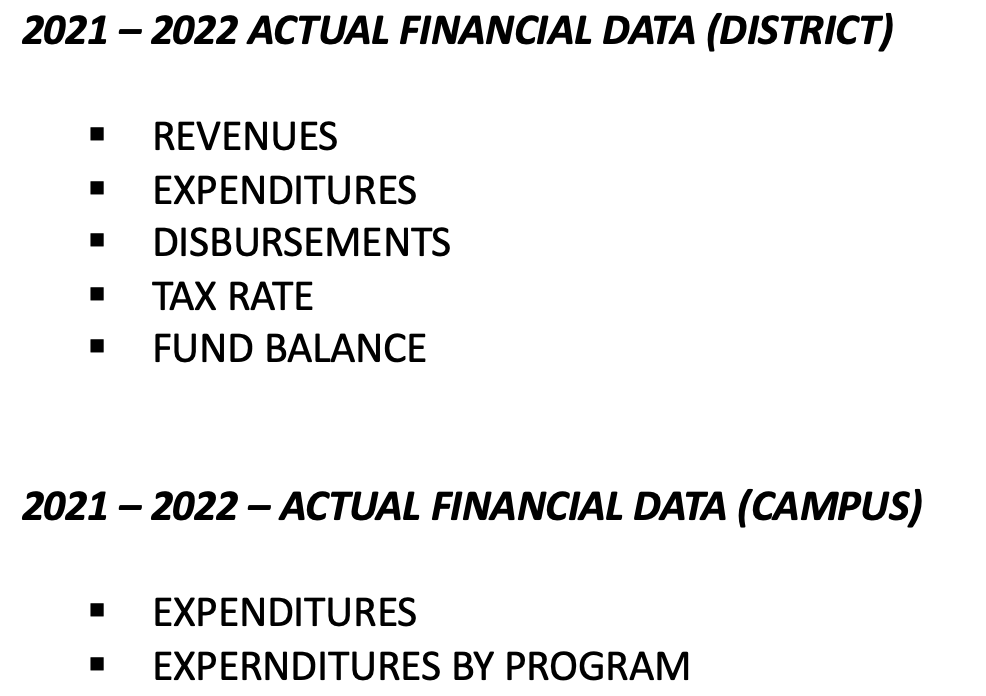 2021 – 2022 ACTUAL FINANCIAL DATA (DISTRICT)
▪ REVENUES
▪ EXPENDITURES
▪ DISBURSEMENTS
▪ TAX RATE
▪ FUND BALANCE
2021 – 2022 – ACTUAL FINANCIAL DATA (CAMPUS)
▪ EXPENDITURES
▪ EXPERNDITURES BY PROGRAM